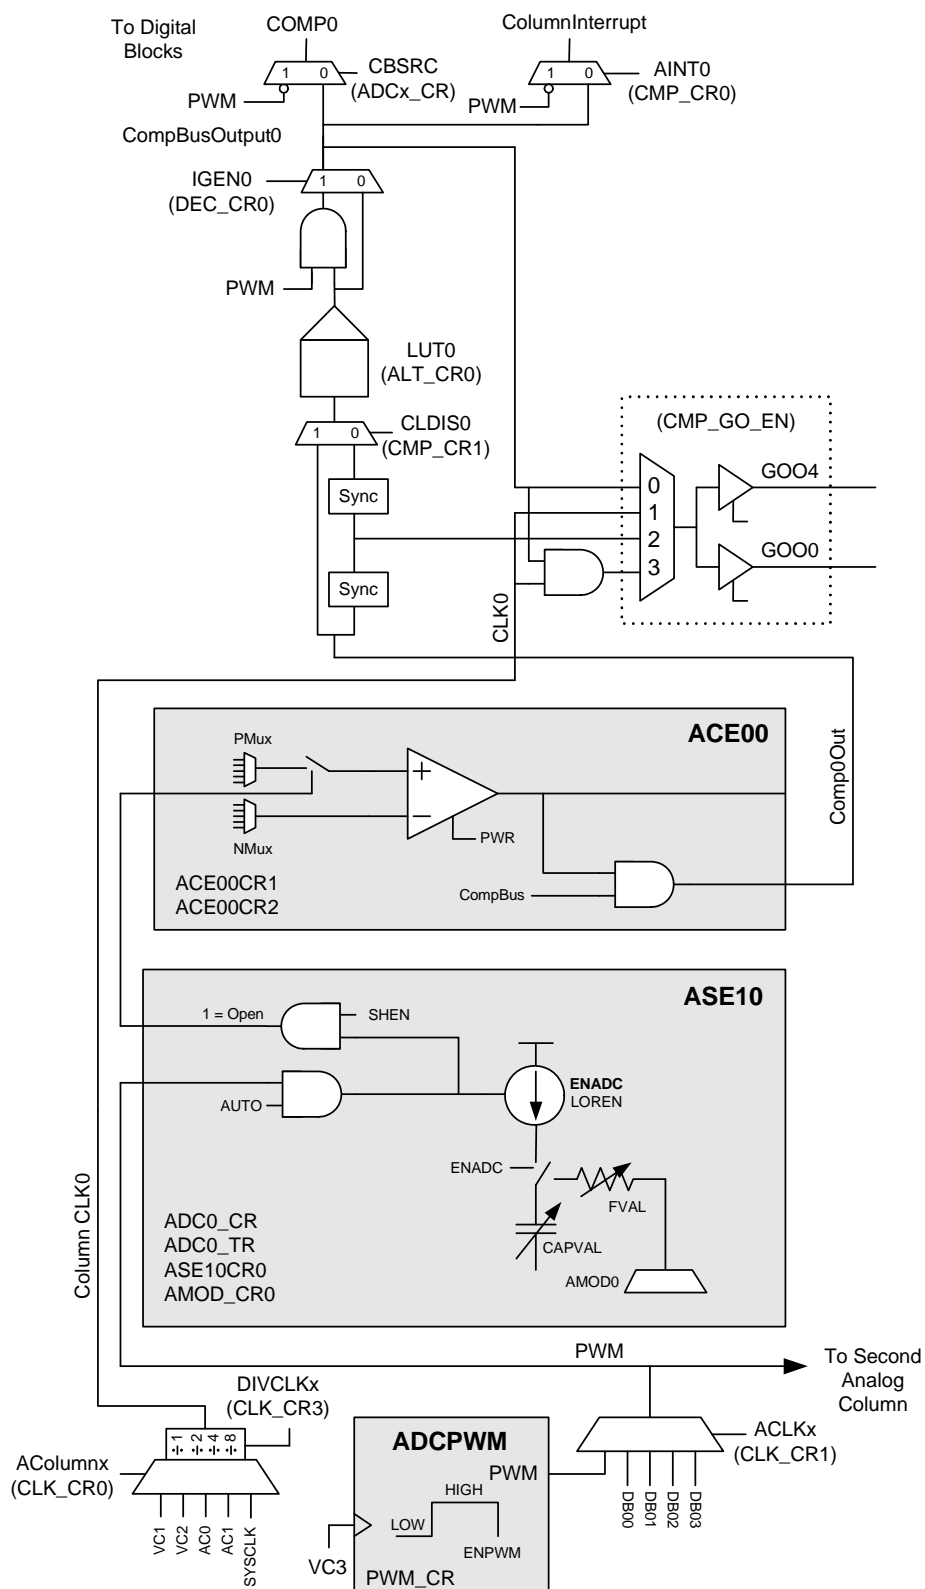 To Digital
Blocks
COMP0
ColumnInterrupt
1 0
CBSRC
(ADCx_CR)
1 0
AINT0
(CMP_CR0)
PWM
PWM
CompBusOutput0
IGEN0
(DEC_CR0)
1 0
PWM
LUT0
(ALT_CR0)
1 0
CLDIS0
(CMP_CR1)
(CMP_GO_EN)
Sync
0
1
2
3
GOO4
GOO0
Sync
CLK0
ACE00
PMux
+
−
NMux
PWR
Comp0Out
ACE00CR1
ACE00CR2
CompBus
ASE10
1 = Open
SHEN
AUTO
ENADC
LOREN
ENADC
FVAL
CAPVAL
AMOD0
ADC0_CR
ADC0_TR
ASE10CR0
AMOD_CR0
Column CLK0
PWM
To Second
Analog
Column
DIVCLKx
(CLK_CR3)
÷1 ÷2 ÷4 ÷8
AColumnx
(CLK_CR0)
VC1
VC2
AC0
AC1
SYSCLK
ADCPWM
PWM
HIGH
LOW
ENPWM
VC3
PWM_CR
ACLKx
(CLK_CR1)
DB00
DB01
DB02
DB03